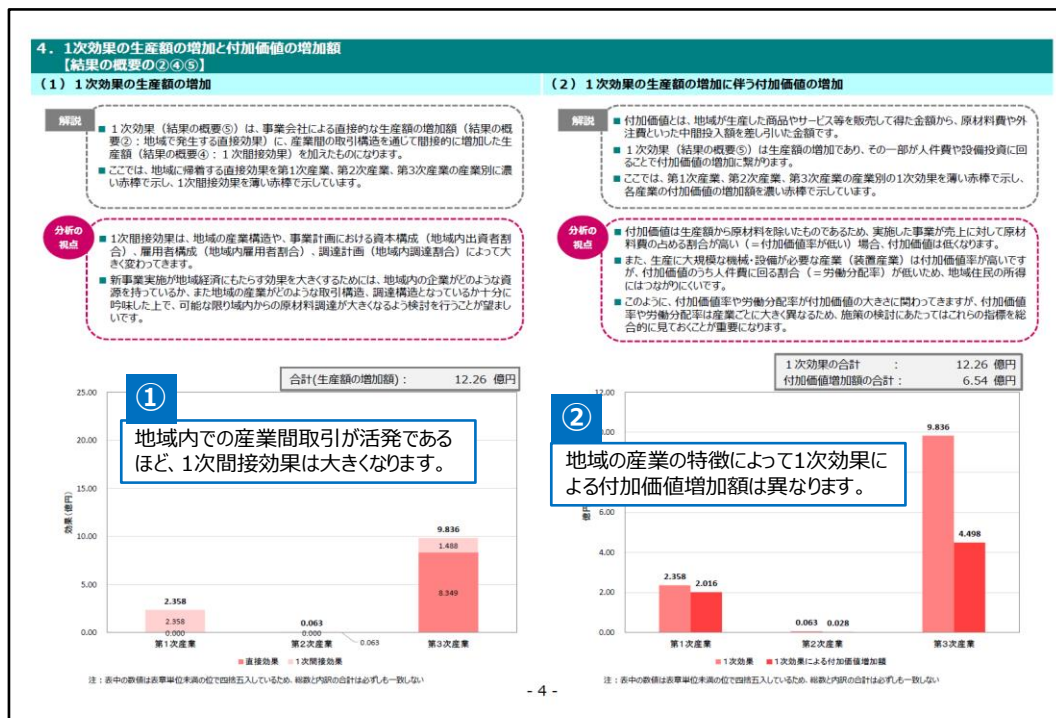 4．1次効果の生産額の増加と付加価値の増加額
【結果の概要の②④⑤】
（1）1次効果の生産額の増加
解説
■ 1次効果（結果の概要⑤）は、事業会社による直接的な生産額の増加額（結果の概
要②：地域で発生する直接効果）に、産業間の取引構造を通じて間接的に増加した生
産額（結果の概要④：1次間接効果）を加えたものになります。
■ ここでは、地域に帰着する直接効果を第1次産業、第2次産業、第3次産業の産業別に濃
い赤棒で示し、1次間接効果を薄い赤棒で示しています。
分析の
視点
■ 1次間接効果は、地域の産業構造や、事業計画における資本構成（地域内出資者割
合）、雇用者構成（地域内雇用者割合）、調達計画（地域内調達割合）によって大
きく変わってきます。
■ 新事業実施が地域経済にもたらす効果を大きくするためには、地域内の企業がどのような資
源を持っているか、また地域の産業がどのような取引構造、調達構造となっているか十分に
吟味した上で、可能な限り域内からの原材料調達が大きくなるよう検討を行うことが望まし
いです。
合計(生産額の増加額)： 12.26 億円
①
地域内での産業間取引が活発である
ほど、1次間接効果は大きくなります。
効果(億円)
25.00
20.00
15.00
10.00
5.00
0.00
2.358
2.358
0.000
0.063
0.000
0.063
9.836
1.488
8.349
第1次産業 第2次産業 第3次産業
■直接効果 ■1次間接効果
注：表中の数値は表章単位未満の位で四捨五入しているため、総数と内訳の合計は必ずしも一致しない
（2）1次効果の生産額の増加に伴う付加価値の増加
解説
■ 付加価値とは、地域が生産した商品やサービス等を販売して得た金額から、原材料費や外
注費といった中間投入額を差し引いた金額です。
■ 1次効果（結果の概要⑤）は生産額の増加であり、その一部が人件費や設備投資に回
ることで付加価値の増加に繋がります。
■ ここでは、第1次産業、第2次産業、第3次産業の産業別の1次効果を薄い赤棒で示し、
各産業の付加価値の増加額を濃い赤棒で示しています。
分析の
視点
■ 付加価値は生産額から原材料を除いたものであるため、実施した事業が売上に対して原材
料費の占める割合が高い（＝付加価値率が低い）場合、付加価値は低くなります。
■ また、生産に大規模な機械・設備が必要な産業（装置産業）は付加価値率が高いです
が、付加価値のうち人件費に回る割合（＝労働分配率）が低いため、地域住民の所得
にはつながりにくいです。
■ このように、付加価値率や労働分配率が付加価値の大きさに関わってきますが、付加価値
率や労働分配率は産業ごとに大きく異なるため、施策の検討にあたってはこれらの指標を総
合的に見ておくことが重要になります。
1次効果の合計 ： 12.26 億円
付加価値増加額の合計： 6.54 億円
②
地域の産業の特徴によって1次効果に
よる付加価値増加額は異なります。
12.00
6.00
4.00
2.00
0.00
2.358 2.016
0.063 0.028
9.836
4.498
第1次産業 第2次産業 第3次産業
■1次効果 ■1次効果による付加価値増加額
注：表中の数値は表章単位未満の位で四捨五入しているため、総数と内訳の合計は必ずしも一致しない
- 4 -